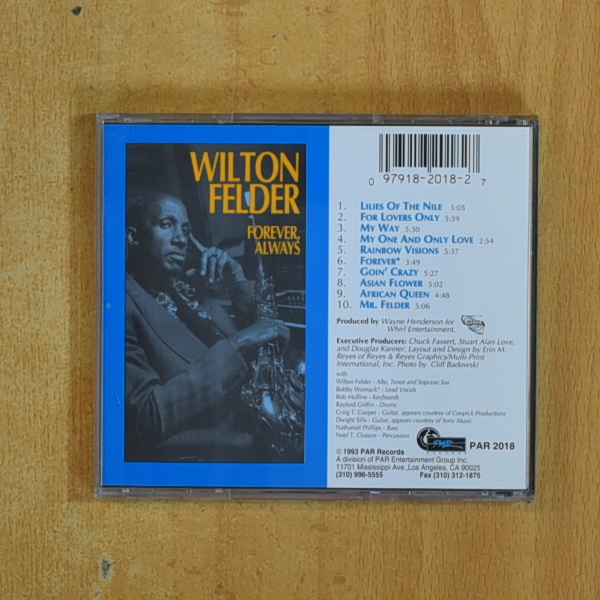 WILTON
FELDER
FOREVER,
ALWAYS
0 97918-2018-2 7
1. LILIES OF THE NILE 5:05
2. FOR LOVERS ONLY 5:59
3. MY WAY 5:30
4. MY ONE AND ONLY LOVE 2:54
5. RAINBOW VISIONS 5:37
6. FOREVER* 3:49
7. GOIN' CRAZY 5:27
8. ASIAN FLOWER 5:02
9. AFRICAN QUEEN 4:48
10. MR. FELDER 5:06
Produced by Wayne Henderson for
Whirl Entertainment.
Executive Producers: Chuck Fassert, Stuart Alan Love,
and Douglas Kanner, Layout and Design by Erin M.
Reyes of Reyes & Reyes Graphics/Multi-Print
International, Inc. Photo by Cliff Badowski
with
Wilton Felder - Alto, Tenor and Soprano Sax
Bobby Womack* - Lead Vocals
Rob Mullins - Keyboards
Rayford Griffin - Drums
Craig T. Cooper - Guitar, appears courtesy of Coopick Productions
Dwight Sills - Guitar, appears courtesy of Sony Music
Nathaniel Phillips - Bass
Noel T. Closson - Percussion
PAR PAR 2018
© 1993 PAR Records
A division of PAR Entertainment Group Inc.
11701 Mississippi Ave.,Los Angeles, CA 90025
(310) 996-5555 Fax (310) 312-1875